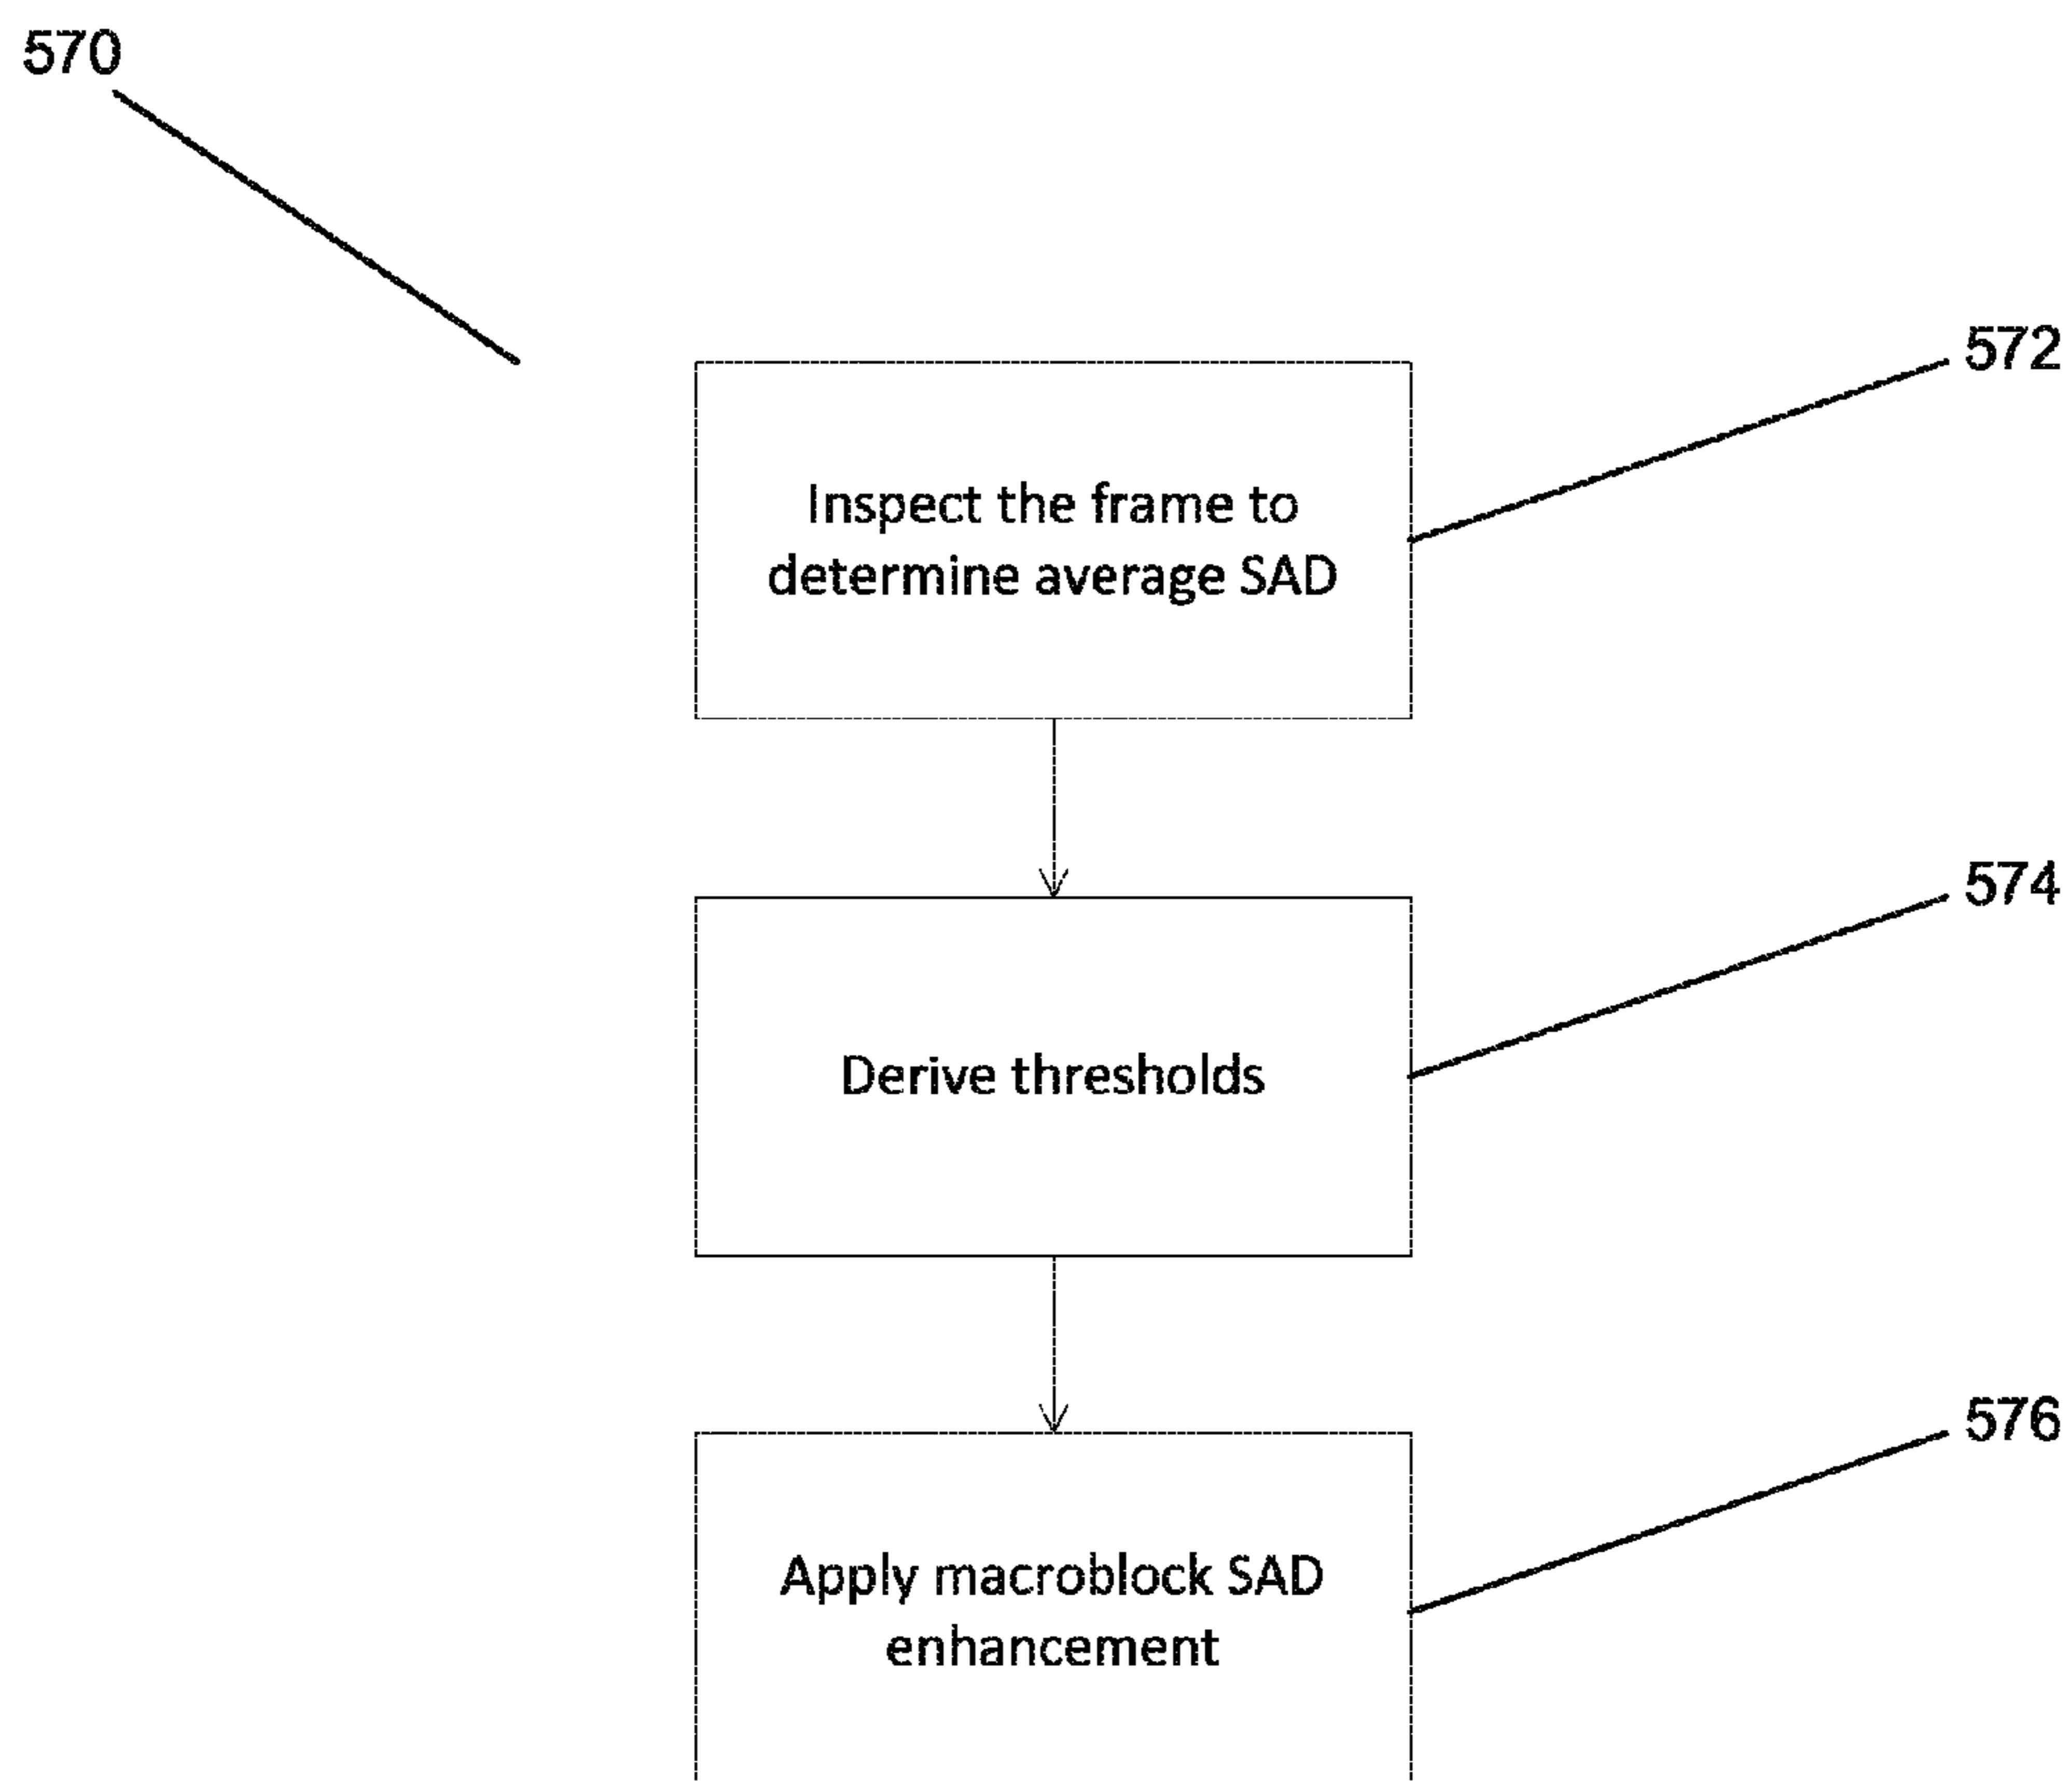 570
572
Inspect the frame to
determine average SAD
574
Derive thresholds
576
Apply macroblock SAD
enhancement